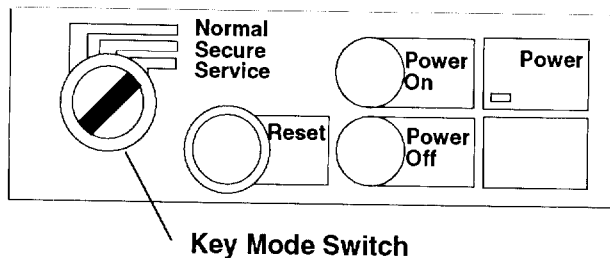 Normal
Secure
Service
Power
On
Power
Reset
Power
Off
Key Mode Switch